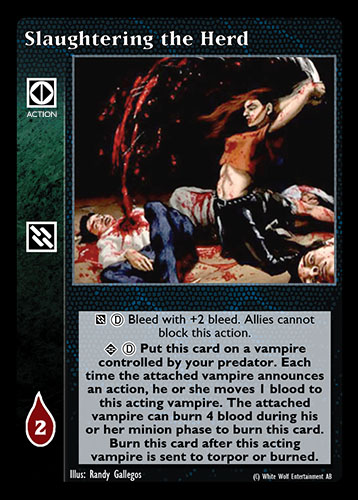 Slaughtering the Herd
ACTION
D Bleed with +2 bleed. Allies cannot
block this action.
D Put this card on a vampire
controlled by your predator. Each
time the attached vampire announces
an action, he or she moves 1 blood to
this acting vampire. The attached
vampire can burn 4 blood during his
or her minion phase to burn this card.
Burn this card after this acting
vampire is sent to torpor or burned.
2
Illus: Randy Gallegos
(C) White Wolf Entertainment AB